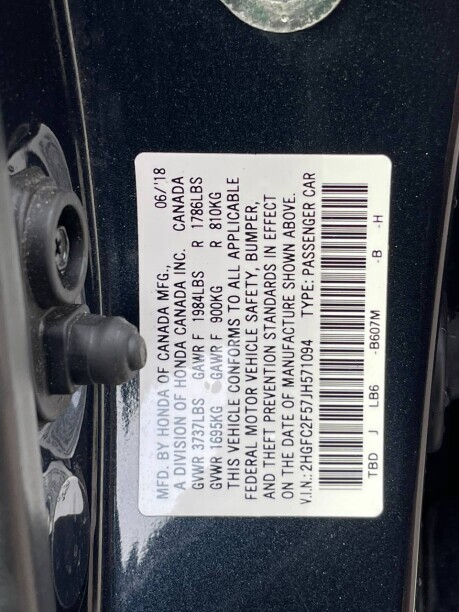 MFD. BY HONDA OF CANADA MFG., 06/'18
A DIVISION OF HONDA CANADA INC. CANADA
GVWR 3737LBS GAWR F 1984LBS R 1786LBS
GVWR 1695KG GAWR F 900KG R 810KG
THIS VEHICLE CONFORMS TO ALL APPLICABLE
FEDERAL MOTOR VEHICLE SAFETY, BUMPER,
AND THEFT PREVENTION STANDARDS IN EFFECT
ON THE DATE OF MANUFACTURE SHOWN ABOVE.
V.I.N.: 2HGFC2F57JH571094 TYPE: PASSENGER CAR
TBD J LB6 -B607M -B -H